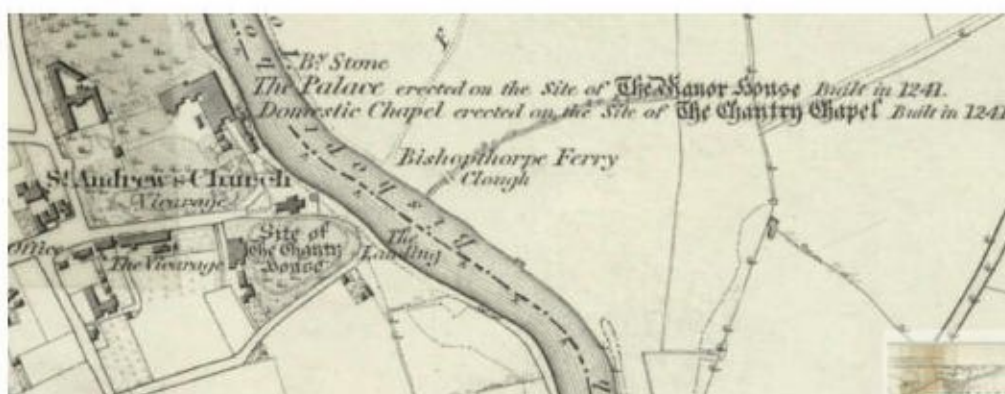 By. Stone
The Palace erected on the Site of The Manor House Built in 1241.
Domestic Chapel erected on the Site of The Chantry Chapel Built in 1241
Bishopthorpe Ferry
Clough
St. Andrew's Church
Vicarage
Office
The Vicarage
Site of
The Chantry
House
The
Landing